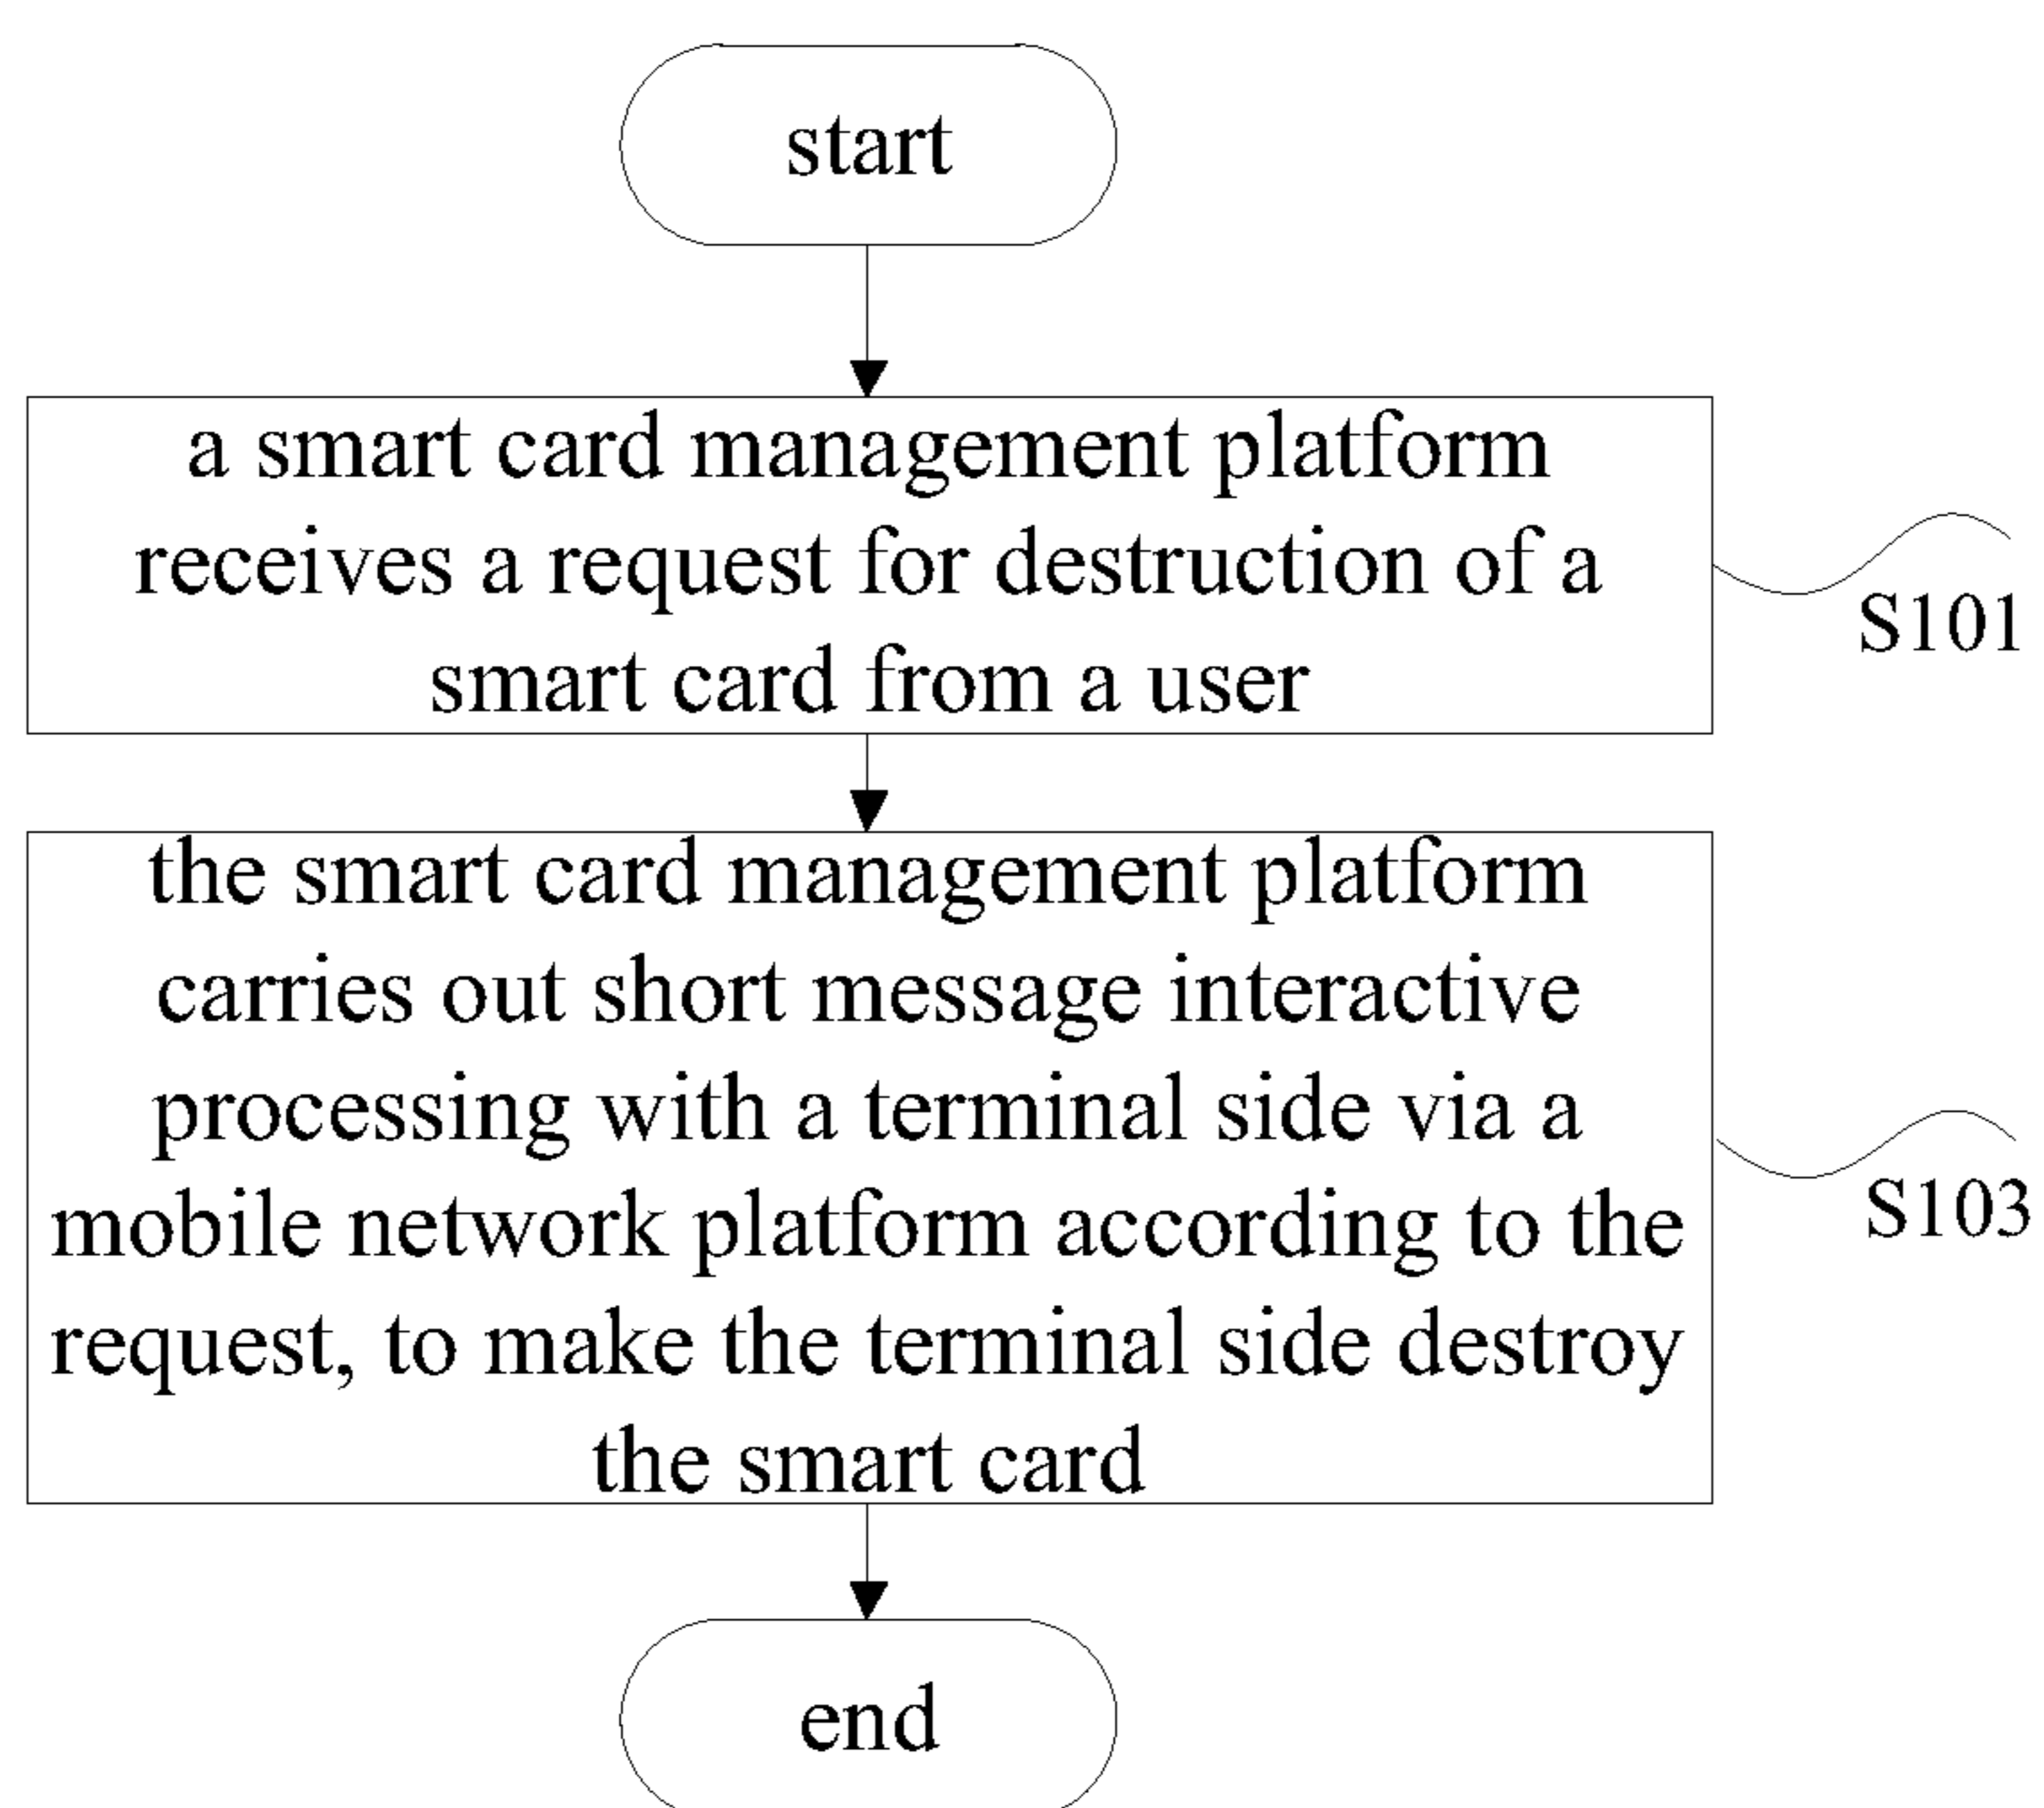 start
a smart card management platform
receives a request for destruction of a
smart card from a user
S101
the smart card management platform
carries out short message interactive
processing with a terminal side via a
mobile network platform according to the
request, to make the terminal side destroy
the smart card
S103
end